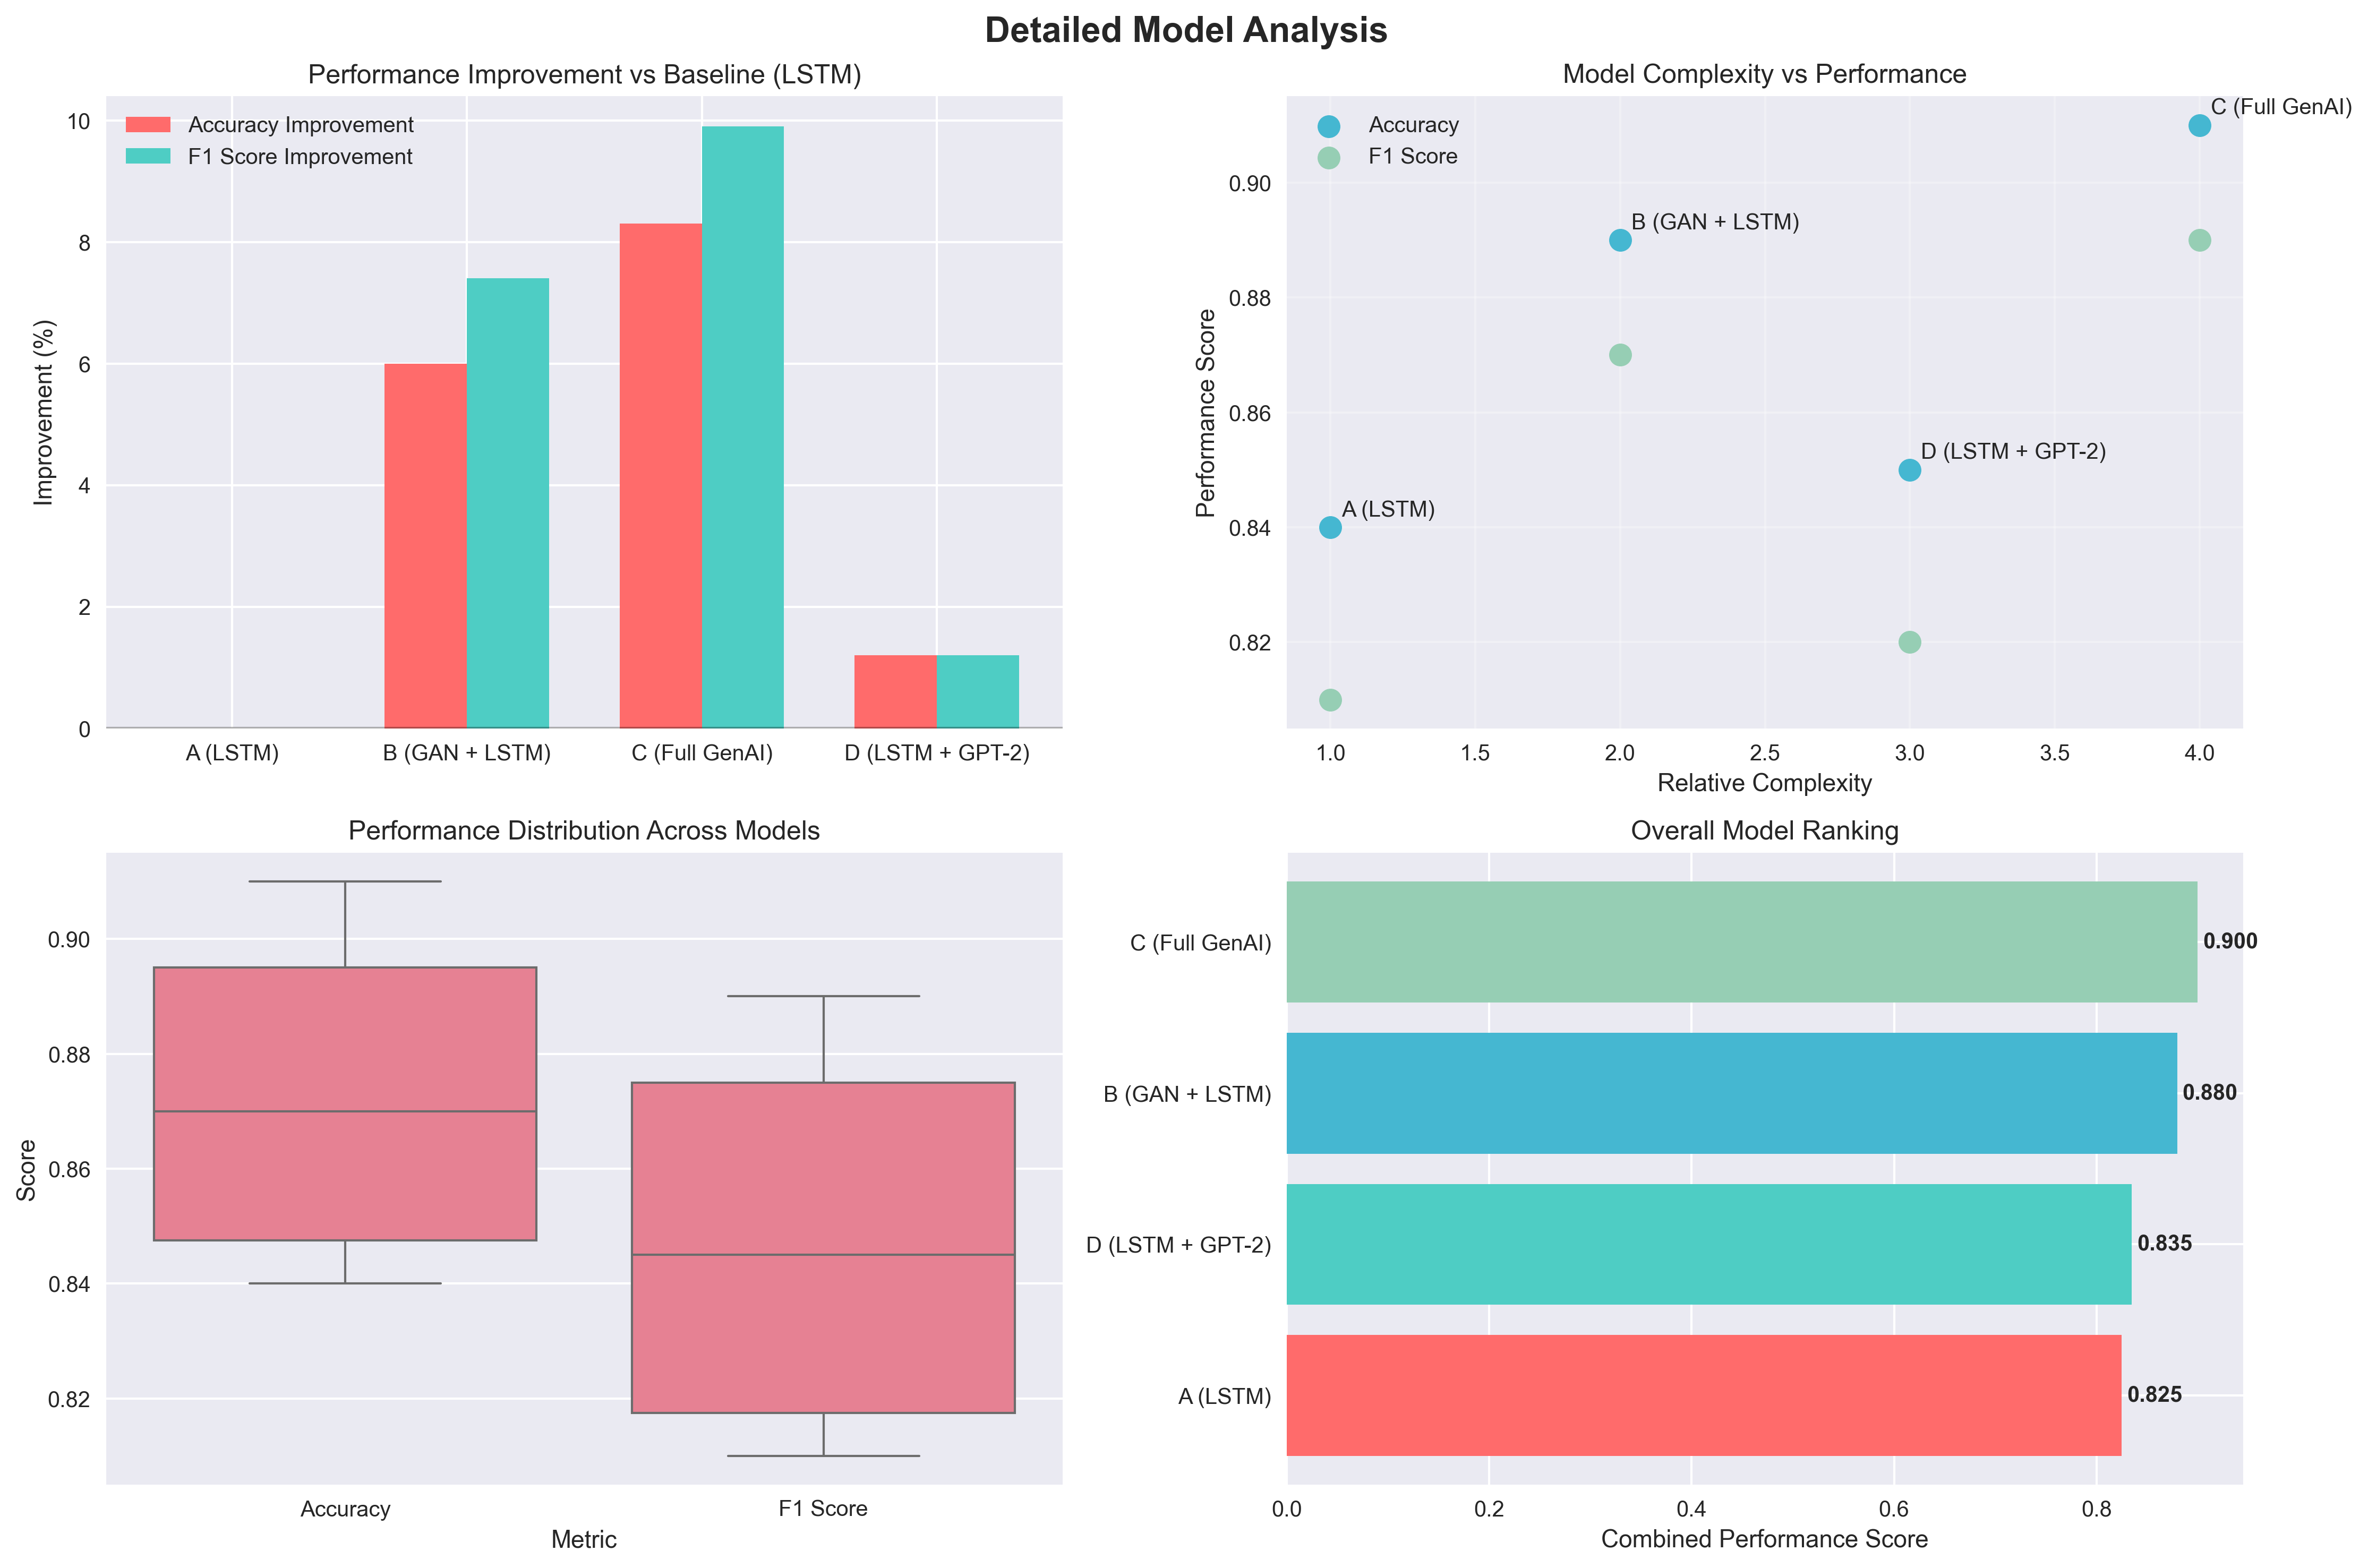 Detailed Model Analysis
Performance Improvement vs Baseline (LSTM)
Accuracy Improvement
F1 Score Improvement
Improvement (%)
10
8
6
4
2
0
A (LSTM)
B (GAN + LSTM)
C (Full GenAI)
D (LSTM + GPT-2)
Model Complexity vs Performance
Accuracy
F1 Score
C (Full GenAI)
B (GAN + LSTM)
D (LSTM + GPT-2)
A (LSTM)
Performance Score
0.90
0.88
0.86
0.84
0.82
1.0
1.5
2.0
2.5
3.0
3.5
4.0
Relative Complexity
Performance Distribution Across Models
Score
0.90
0.88
0.86
0.84
0.82
Accuracy
F1 Score
Metric
Overall Model Ranking
C (Full GenAI)
0.900
B (GAN + LSTM)
0.880
D (LSTM + GPT-2)
0.835
A (LSTM)
0.825
0.0
0.2
0.4
0.6
0.8
Combined Performance Score